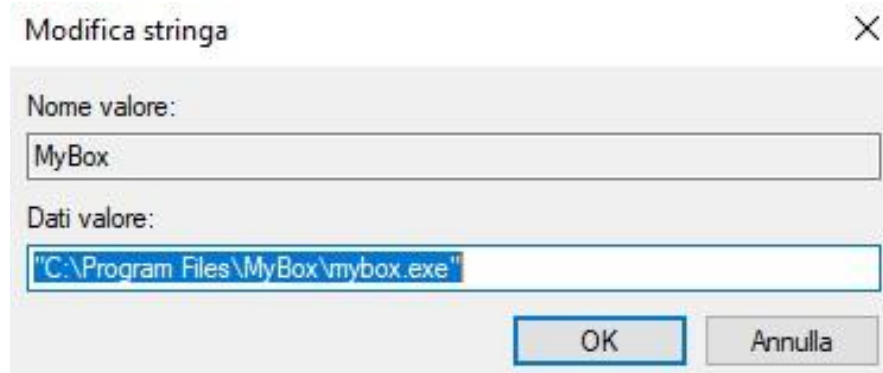 Modifica stringa
Nome valore:
MyBox
Dati valore:
"C:\Program Files\MyBox\mybox.exe"
OK Annulla